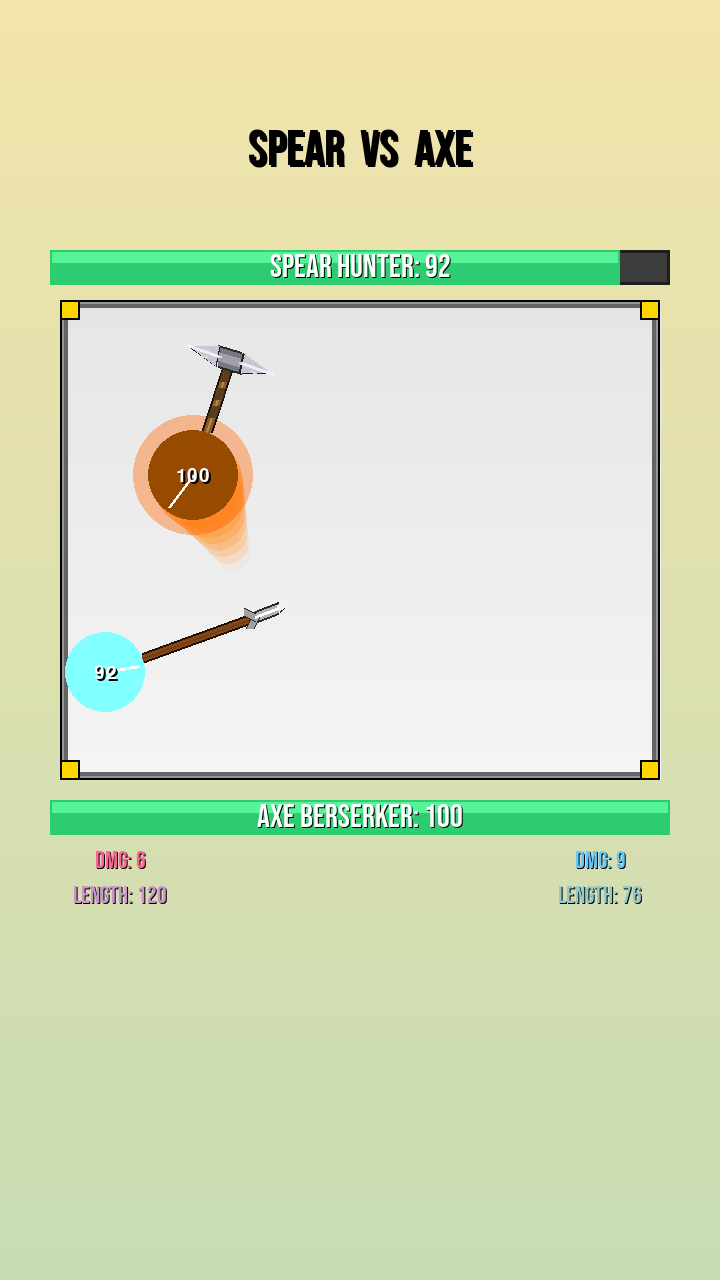 SPEAR VS AXE
SPEAR HUNTER: 92
100
92
AXE BERSERKER: 100
DMG: 6
DMG: 9
LENGTH: 120
LENGTH: 76